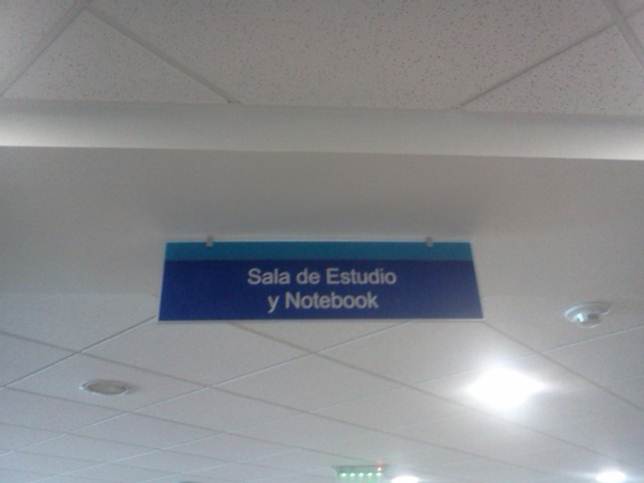 Sala de Estudio
y Notebook